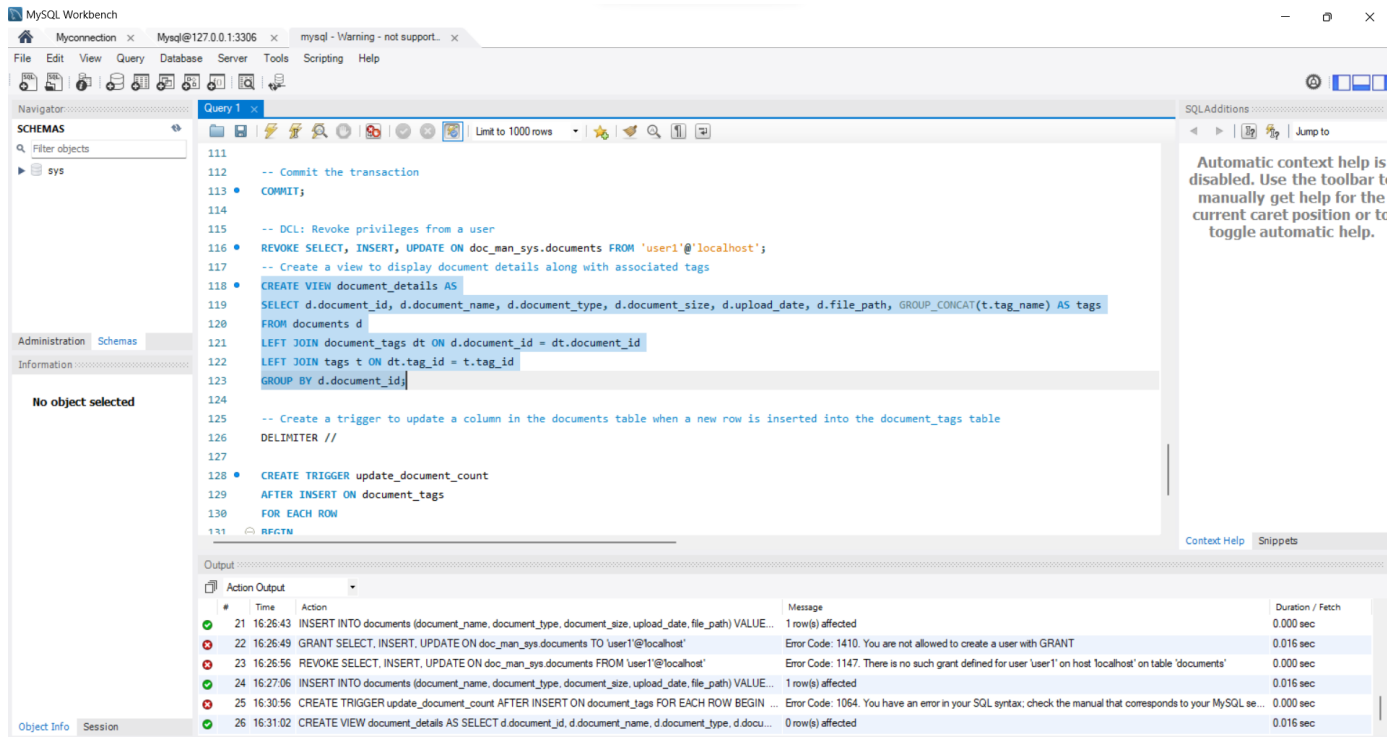 MySQL Workbench
Myconnection
Mysql@127.0.0.1:3306
mysql - Warning - not support..
File Edit View Query Database Server Tools Scripting Help
Navigator
SCHEMAS
Filter objects
sys
Administration Schemas
Information
No object selected
Object Info Session
Query 1
Limit to 1000 rows
111
112 -- Commit the transaction
113 COMMIT;
114
115 -- DCL: Revoke privileges from a user
116 REVOKE SELECT, INSERT, UPDATE ON doc_man_sys.documents FROM 'user1'@'localhost';
117 -- Create a view to display document details along with associated tags
118 CREATE VIEW document_details AS
119 SELECT d.document_id, d.document_name, d.document_type, d.document_size, d.upload_date, d.file_path, GROUP_CONCAT(t.tag_name) AS tags
120 FROM documents d
121 LEFT JOIN document_tags dt ON d.document_id = dt.document_id
122 LEFT JOIN tags t ON dt.tag_id = t.tag_id
123 GROUP BY d.document_id;
124
125 -- Create a trigger to update a column in the documents table when a new row is inserted into the document_tags table
126 DELIMITER //
127
128 CREATE TRIGGER update_document_count
129 AFTER INSERT ON document_tags
130 FOR EACH ROW
131 BEGIN
SQLAdditions
Jump to
Automatic context help is
disabled. Use the toolbar to
manually get help for the
current caret position or to
toggle automatic help.
Context Help Snippets
Output
Action Output
# Time Action Message Duration / Fetch
21 16:26:43 INSERT INTO documents (document_name, document_type, document_size, upload_date, file_path) VALUE... 1 row(s) affected 0.000 sec
22 16:26:49 GRANT SELECT, INSERT, UPDATE ON doc_man_sys.documents TO 'user1'@'localhost' Error Code: 1410. You are not allowed to create a user with GRANT 0.016 sec
23 16:26:56 REVOKE SELECT, INSERT, UPDATE ON doc_man_sys.documents FROM 'user1'@'localhost' Error Code: 1147. There is no such grant defined for user 'user1' on host 'localhost' on table 'documents' 0.000 sec
24 16:27:06 INSERT INTO documents (document_name, document_type, document_size, upload_date, file_path) VALUE... 1 row(s) affected 0.016 sec
25 16:30:56 CREATE TRIGGER update_document_count AFTER INSERT ON document_tags FOR EACH ROW BEGIN ... Error Code: 1064. You have an error in your SQL syntax; check the manual that corresponds to your MySQL se... 0.000 sec
26 16:31:02 CREATE VIEW document_details AS SELECT d.document_id, d.document_name, d.document_type, d.docu... 0 row(s) affected 0.016 sec